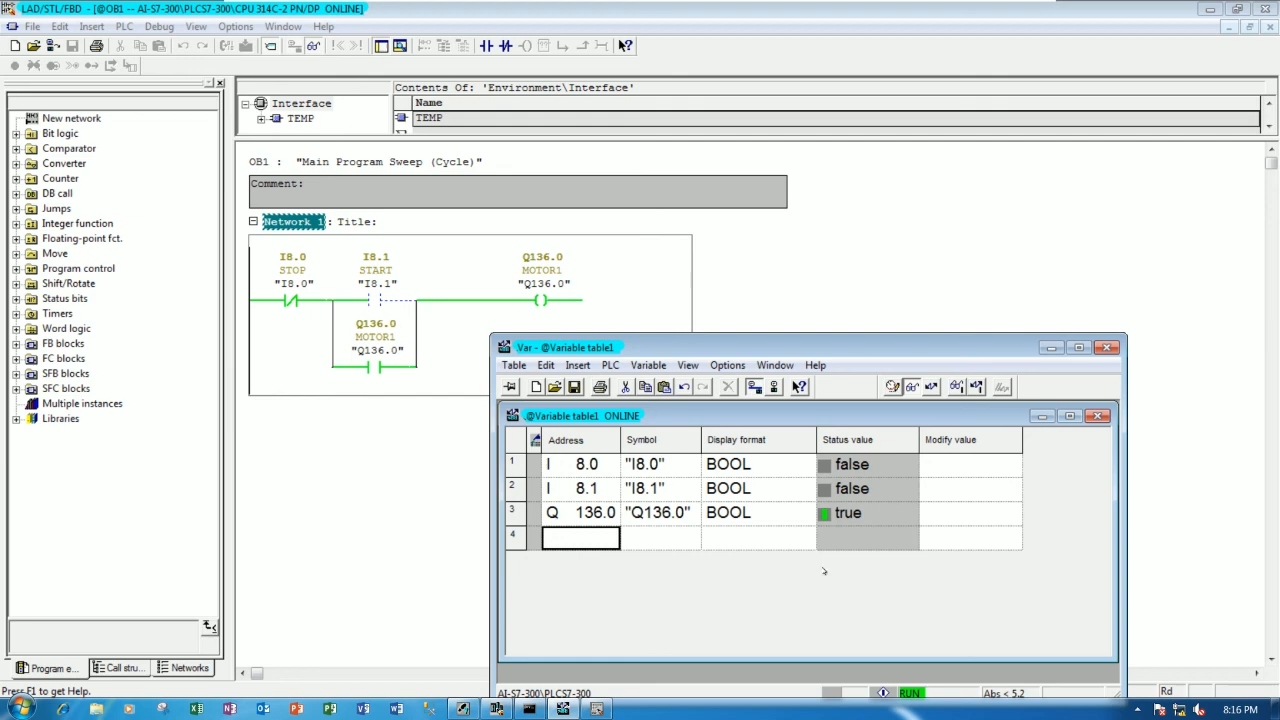 LAD/STL/FBD - [@OB1 -- AI-S7-300\PLCS7-300\CPU 314C-2 PN/DP ONLINE]
File Edit Insert PLC Debug View Options Window Help
Contents Of: 'Environment\Interface'
Interface
TEMP
Name
TEMP
New network
Bit logic
Comparator
Converter
Counter
DB call
Jumps
Integer function
Floating-point fct.
Move
Program control
Shift/Rotate
Status bits
Timers
Word logic
FB blocks
FC blocks
SFB blocks
SFC blocks
Multiple instances
Libraries
Program e...
Call stru...
Networks
OB1 : "Main Program Sweep (Cycle)"
Comment:
Network 1: Title:
I8.0 I8.1 Q136.0
STOP START MOTOR1
"I8.0" "I8.1" "Q136.0"
Q136.0
MOTOR1
"Q136.0"
Var - @Variable table1
Table Edit Insert PLC Variable View Options Window Help
@Variable table1 ONLINE
Address Symbol Display format Status value Modify value
1 I 8.0 "I8.0" BOOL false
2 I 8.1 "I8.1" BOOL false
3 Q 136.0 "Q136.0" BOOL true
4
AI-S7-300\PLCS7-300 RUN Abs < 5.2
Press F1 to get Help.
Rd
8:16 PM